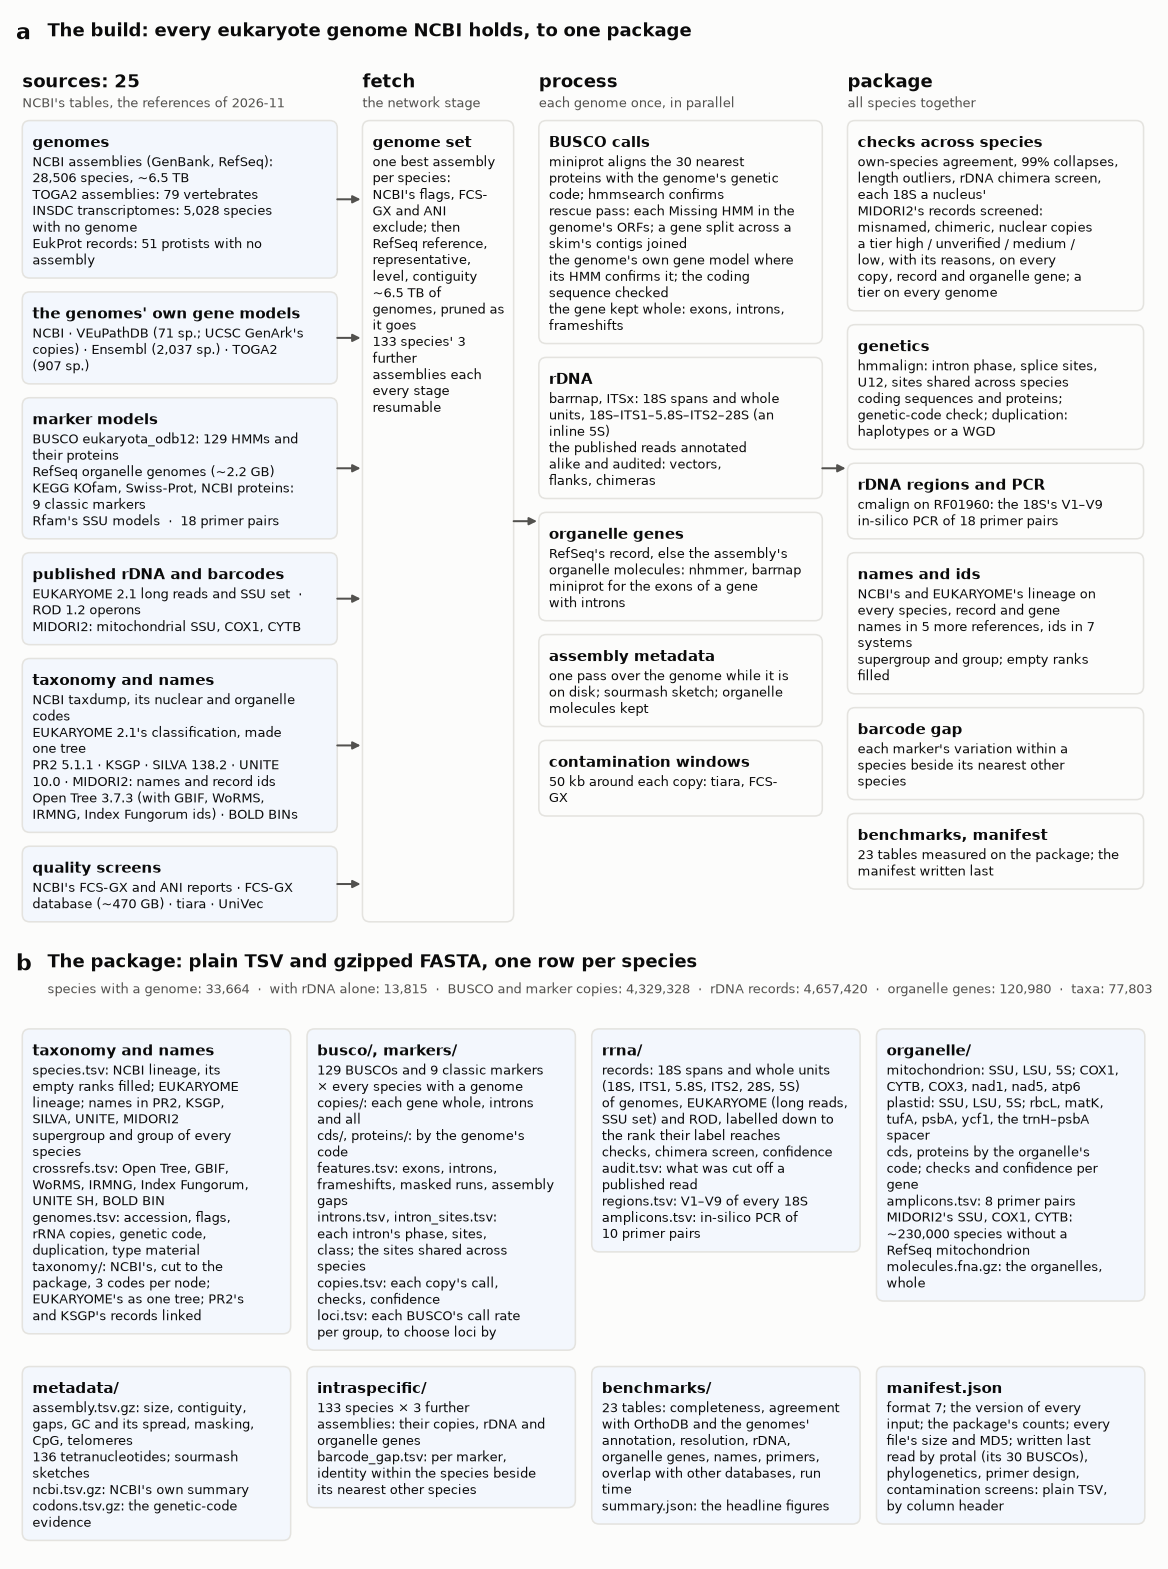 a The build: every eukaryote genome NCBI holds, to one package
sources: 25
NCBI's tables, the references of 2026-11
genomes
NCBI assemblies (GenBank, RefSeq):
28,506 species, ~6.5 TB
TOGA2 assemblies: 79 vertebrates
INSDC transcriptomes: 5,028 species
with no genome
EukProt records: 51 protists with no
assembly
the genomes' own gene models
NCBI · VEuPathDB (71 sp.; UCSC GenArk's
copies) · Ensembl (2,037 sp.) · TOGA2
(907 sp.)
marker models
BUSCO eukaryota_odb12: 129 HMMs and
their proteins
RefSeq organelle genomes (~2.2 GB)
KEGG KOfam, Swiss-Prot, NCBI proteins:
9 classic markers
Rfam's SSU models · 18 primer pairs
published rDNA and barcodes
EUKARYOME 2.1 long reads and SSU set ·
ROD 1.2 operons
MIDORI2: mitochondrial SSU, COX1, CYTB
taxonomy and names
NCBI taxdump, its nuclear and organelle
codes
EUKARYOME 2.1's classification, made
one tree
PR2 5.1.1 · KSGP · SILVA 138.2 · UNITE
10.0 · MIDORI2: names and record ids
Open Tree 3.7.3 (with GBIF, WoRMS,
IRMNG, Index Fungorum ids) · BOLD BINs
quality screens
NCBI's FCS-GX and ANI reports · FCS-GX
database (~470 GB) · tiara · UniVec
fetch
the network stage
genome set
one best assembly
per species:
NCBI's flags, FCS-
GX and ANI
exclude; then
RefSeq reference,
representative,
level, contiguity
~6.5 TB of
genomes, pruned as
it goes
133 species' 3
further
assemblies each
every stage
resumable
process
each genome once, in parallel
BUSCO calls
miniprot aligns the 30 nearest
proteins with the genome's genetic
code; hmmsearch confirms
rescue pass: each Missing HMM in the
genome's ORFs; a gene split across a
skim's contigs joined
the genome's own gene model where
its HMM confirms it; the coding
sequence checked
the gene kept whole: exons, introns,
frameshifts
rDNA
barrnap, ITSx: 18S spans and whole
units, 18S–ITS1–5.8S–ITS2–28S (an
inline 5S)
the published reads annotated
alike and audited: vectors,
flanks, chimeras
organelle genes
RefSeq's record, else the assembly's
organelle molecules: nhmmer, barrnap
miniprot for the exons of a gene
with introns
assembly metadata
one pass over the genome while it is
on disk; sourmash sketch; organelle
molecules kept
contamination windows
50 kb around each copy: tiara, FCS-
GX
package
all species together
checks across species
own-species agreement, 99% collapses,
length outliers, rDNA chimera screen,
each 18S a nucleus'
MIDORI2's records screened:
misnamed, chimeric, nuclear copies
a tier high / unverified / medium /
low, with its reasons, on every
copy, record and organelle gene; a
tier on every genome
genetics
hmmalign: intron phase, splice sites,
U12, sites shared across species
coding sequences and proteins;
genetic-code check; duplication:
haplotypes or a WGD
rDNA regions and PCR
cmalign on RF01960: the 18S's V1–V9
in-silico PCR of 18 primer pairs
names and ids
NCBI's and EUKARYOME's lineage on
every species, record and gene
names in 5 more references, ids in 7
systems
supergroup and group; empty ranks
filled
barcode gap
each marker's variation within a
species beside its nearest other
species
benchmarks, manifest
23 tables measured on the package; the
manifest written last
b The package: plain TSV and gzipped FASTA, one row per species
species with a genome: 33,664 · with rDNA alone: 13,815 · BUSCO and marker copies: 4,329,328 · rDNA records: 4,657,420 · organelle genes: 120,980 · taxa: 77,803
taxonomy and names
species.tsv: NCBI lineage, its
empty ranks filled; EUKARYOME
lineage; names in PR2, KSGP,
SILVA, UNITE, MIDORI2
supergroup and group of every
species
crossrefs.tsv: Open Tree, GBIF,
WoRMS, IRMNG, Index Fungorum,
UNITE SH, BOLD BIN
genomes.tsv: accession, flags,
rRNA copies, genetic code,
duplication, type material
taxonomy/: NCBI's, cut to the
package, 3 codes per node;
EUKARYOME's as one tree; PR2's
and KSGP's records linked
busco/, markers/
129 BUSCOs and 9 classic markers
× every species with a genome
copies/: each gene whole, introns
and all
cds/, proteins/: by the genome's
code
features.tsv: exons, introns,
frameshifts, masked runs, assembly
gaps
introns.tsv, intron_sites.tsv:
each intron's phase, sites,
class; the sites shared across
species
copies.tsv: each copy's call,
checks, confidence
loci.tsv: each BUSCO's call rate
per group, to choose loci by
rrna/
records: 18S spans and whole units
(18S, ITS1, 5.8S, ITS2, 28S, 5S)
of genomes, EUKARYOME (long reads,
SSU set) and ROD, labelled down to
the rank their label reaches
checks, chimera screen, confidence
audit.tsv: what was cut off a
published read
regions.tsv: V1–V9 of every 18S
amplicons.tsv: in-silico PCR of
10 primer pairs
organelle/
mitochondrion: SSU, LSU, 5S; COX1,
CYTB, COX3, nad1, nad5, atp6
plastid: SSU, LSU, 5S; rbcL, matK,
tufA, psbA, ycf1, the trnH–psbA
spacer
cds, proteins by the organelle's
code; checks and confidence per
gene
amplicons.tsv: 8 primer pairs
MIDORI2's SSU, COX1, CYTB:
~230,000 species without a
RefSeq mitochondrion
molecules.fna.gz: the organelles,
whole
metadata/
assembly.tsv.gz: size, contiguity,
gaps, GC and its spread, masking,
CpG, telomeres
136 tetranucleotides; sourmash
sketches
ncbi.tsv.gz: NCBI's own summary
codons.tsv.gz: the genetic-code
evidence
intraspecific/
133 species × 3 further
assemblies: their copies, rDNA and
organelle genes
barcode_gap.tsv: per marker,
identity within the species beside
its nearest other species
benchmarks/
23 tables: completeness, agreement
with OrthoDB and the genomes'
annotation, resolution, rDNA,
organelle genes, names, primers,
overlap with other databases, run
time
summary.json: the headline figures
manifest.json
format 7; the version of every
input; the package's counts; every
file's size and MD5; written last
read by protal (its 30 BUSCOs),
phylogenetics, primer design,
contamination screens: plain TSV,
by column header